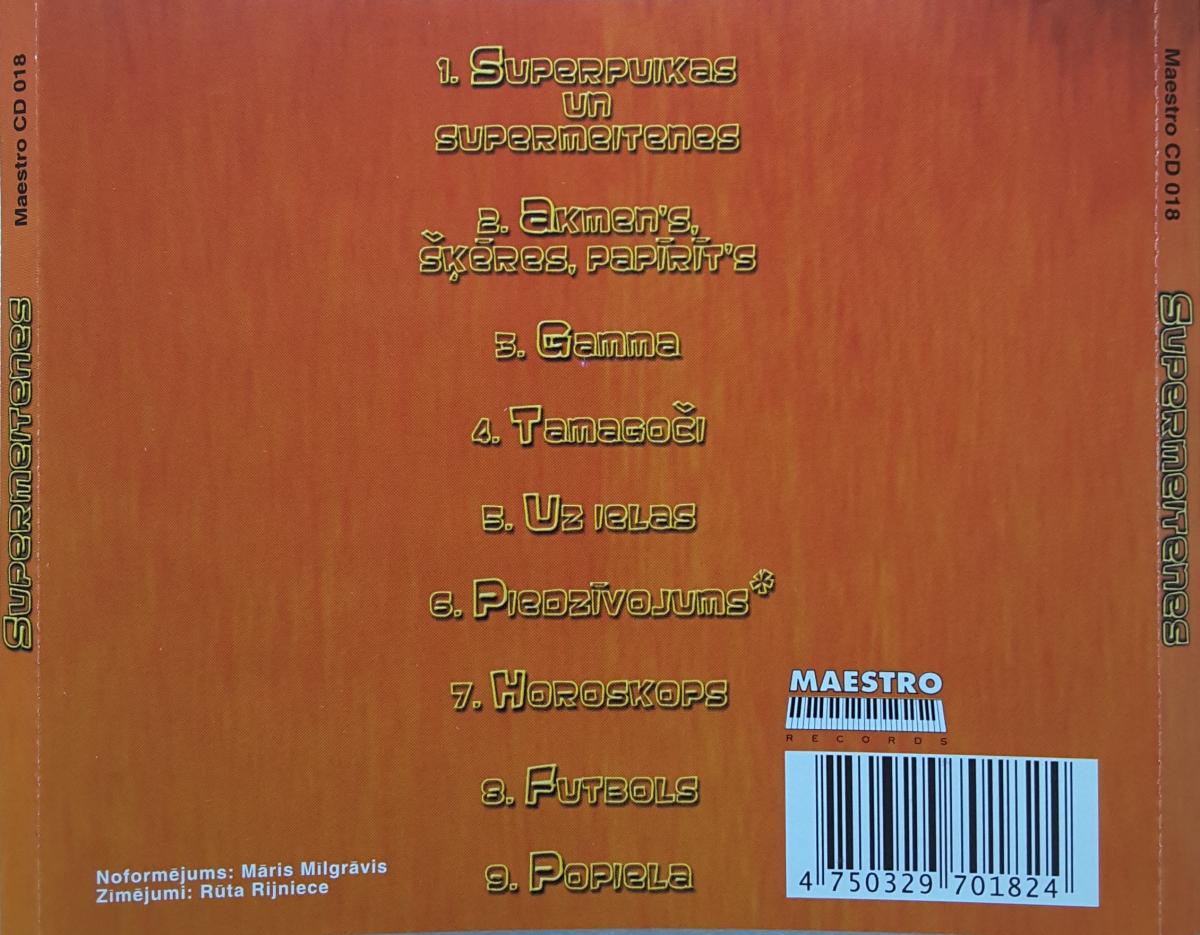 Maestro CD 018
Supermeitenes
1. Superpuikas
un
supermeitenes
2. Akmen's,
šķēres, papīrīt's
3. Gamma
4. Tamagoči
5. Uz ielas
6. Piedzīvojums*
7. Horoskops
8. Futbols
9. Popiela
Noformējums: Māris Mīlgrāvis
Zīmējumi: Rūta Rijniece
MAESTRO
RECORDS
4 750329 701824
Maestro CD 018
Supermeitenes